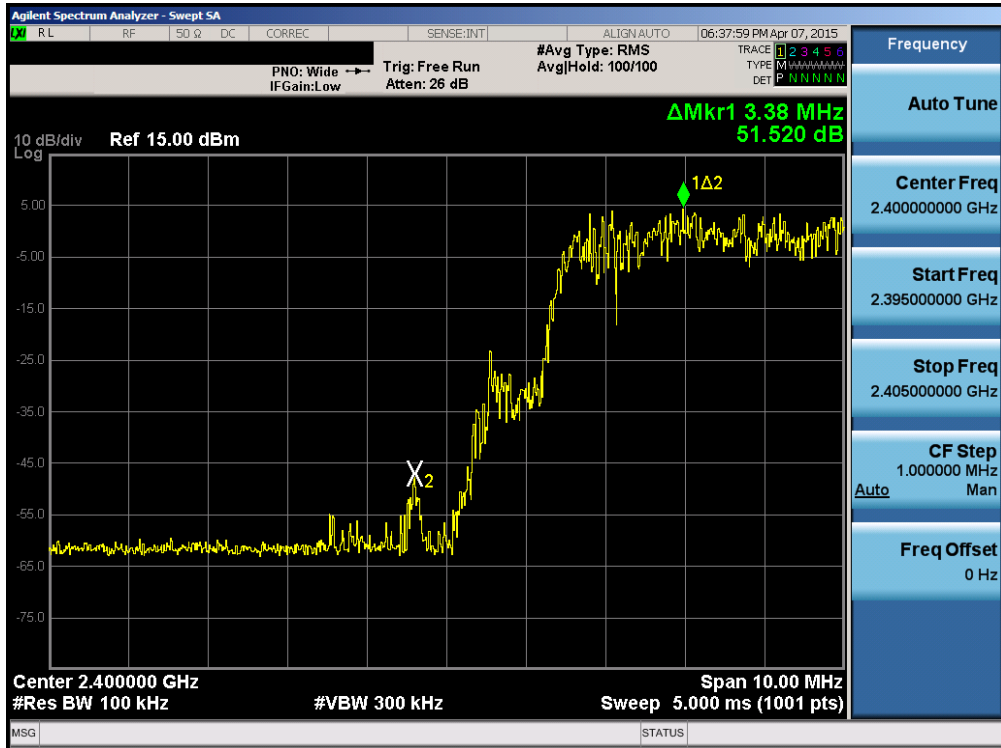 Agilent Spectrum Analyzer - Swept SA
LXI RL RF 50 Ω DC CORREC SENSE:INT ALIGN AUTO 06:37:59 PM Apr 07, 2015
Frequency
PNO: Wide Trig: Free Run #Avg Type: RMS TRACE 1 2 3 4 5 6
IFGain:Low Atten: 26 dB Avg|Hold: 100/100 TYPE M WWWWW
DET P N N N N N
Auto Tune
ΔMkr1 3.38 MHz
51.520 dB
10 dB/div Ref 15.00 dBm
Log
1Δ2
5.00
-5.00
-15.0
-25.0
-35.0
-45.0
2
-55.0
-65.0
-75.0
Center Freq
2.400000000 GHz
Start Freq
2.395000000 GHz
Stop Freq
2.405000000 GHz
CF Step
1.000000 MHz
Auto Man
Freq Offset
0 Hz
Center 2.400000 GHz Span 10.00 MHz
#Res BW 100 kHz #VBW 300 kHz Sweep 5.000 ms (1001 pts)
MSG STATUS